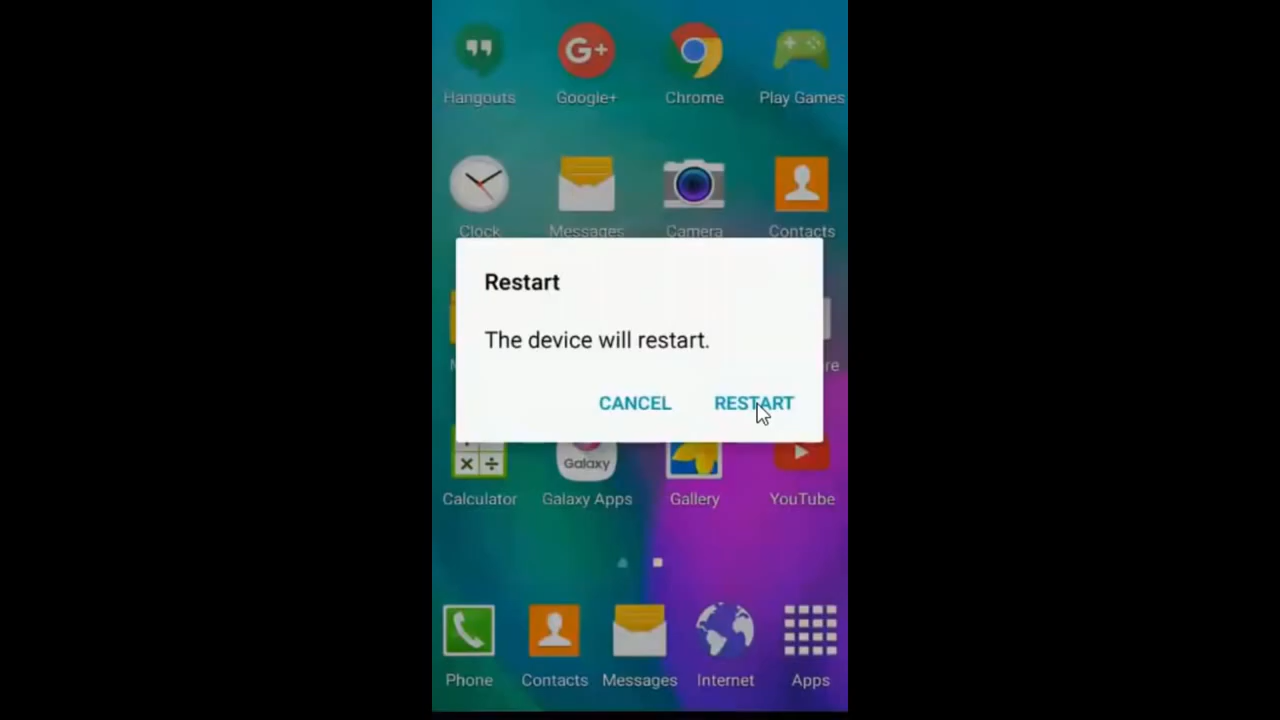 Hangouts Google+ Chrome Play Games
Clock Messages Camera Contacts
Restart
The device will restart.
re
CANCEL RESTART
Galaxy
Calculator Galaxy Apps Gallery YouTube
Phone Contacts Messages Internet Apps